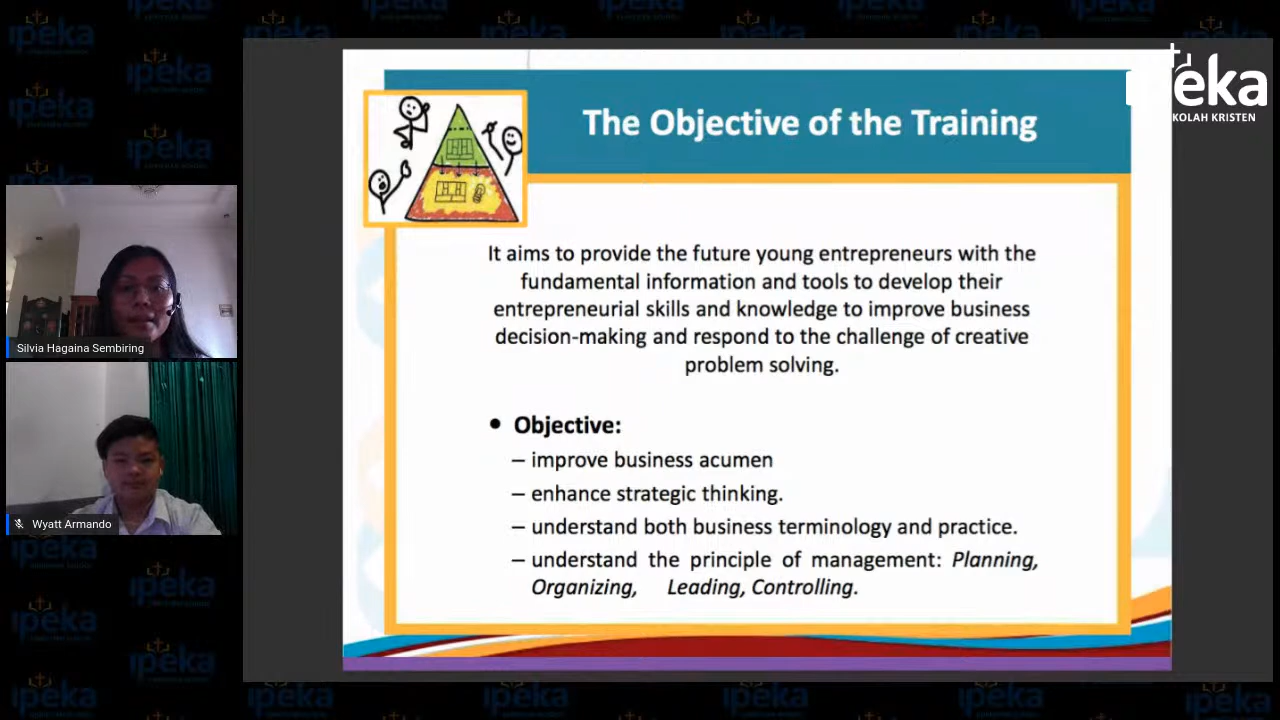 The Objective of the Training
ipeka
KOLAH KRISTEN
It aims to provide the future young entrepreneurs with the
fundamental information and tools to develop their
entrepreneurial skills and knowledge to improve business
decision-making and respond to the challenge of creative
problem solving.
• Objective:
– improve business acumen
– enhance strategic thinking.
– understand both business terminology and practice.
– understand the principle of management: Planning,
Organizing, Leading, Controlling.
Silvia Hagaina Sembiring
Wyatt Armando